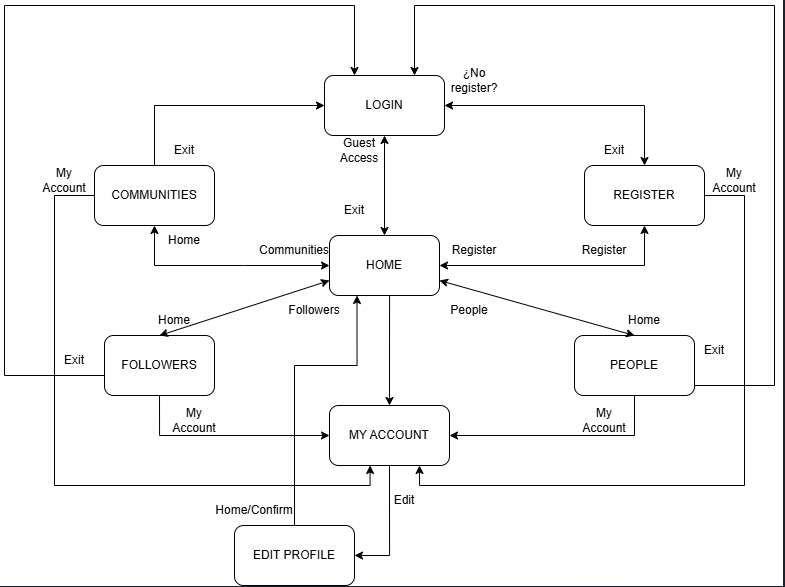 ¿No
register?
LOGIN
Guest
Access
Exit
Exit
My
Account
COMMUNITIES
REGISTER
My
Account
Exit
Home
Communities
HOME
Register
Register
Followers
People
Home
Home
Exit
FOLLOWERS
PEOPLE
Exit
My
Account
MY ACCOUNT
My
Account
Edit
Home/Confirm
EDIT PROFILE